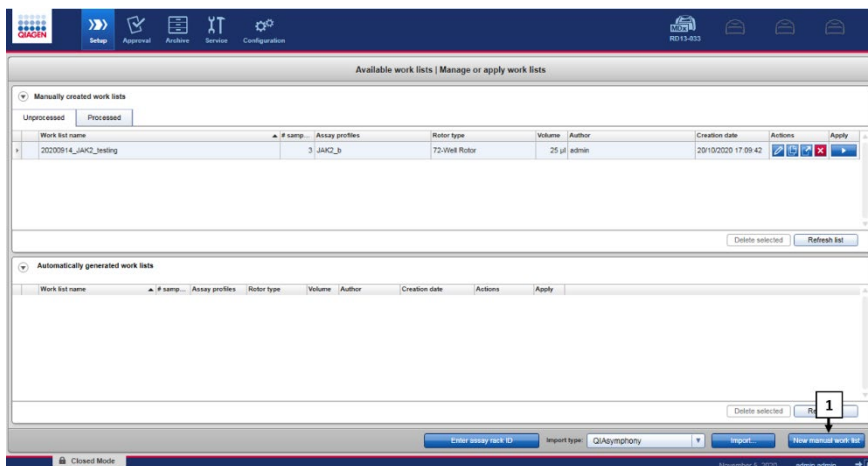 QIAGEN
Setup Approval Archive Service Configuration
MDx
RD13-033
Available work lists | Manage or apply work lists
Manually created work lists
Unprocessed Processed
Work list name # samp... Assay profiles Rotor type Volume Author Creation date Actions Apply
20200914_JAK2_testing 3 JAK2_b 72-Well Rotor 25 µl admin 20/10/2020 17:09:42
Delete selected Refresh list
Automatically generated work lists
Work list name # samp... Assay profiles Rotor type Volume Author Creation date Actions Apply
Delete selected
1
Enter assay rack ID Import type: QIAsymphony Import... New manual work list
Closed Mode November 5, 2020 admin admin